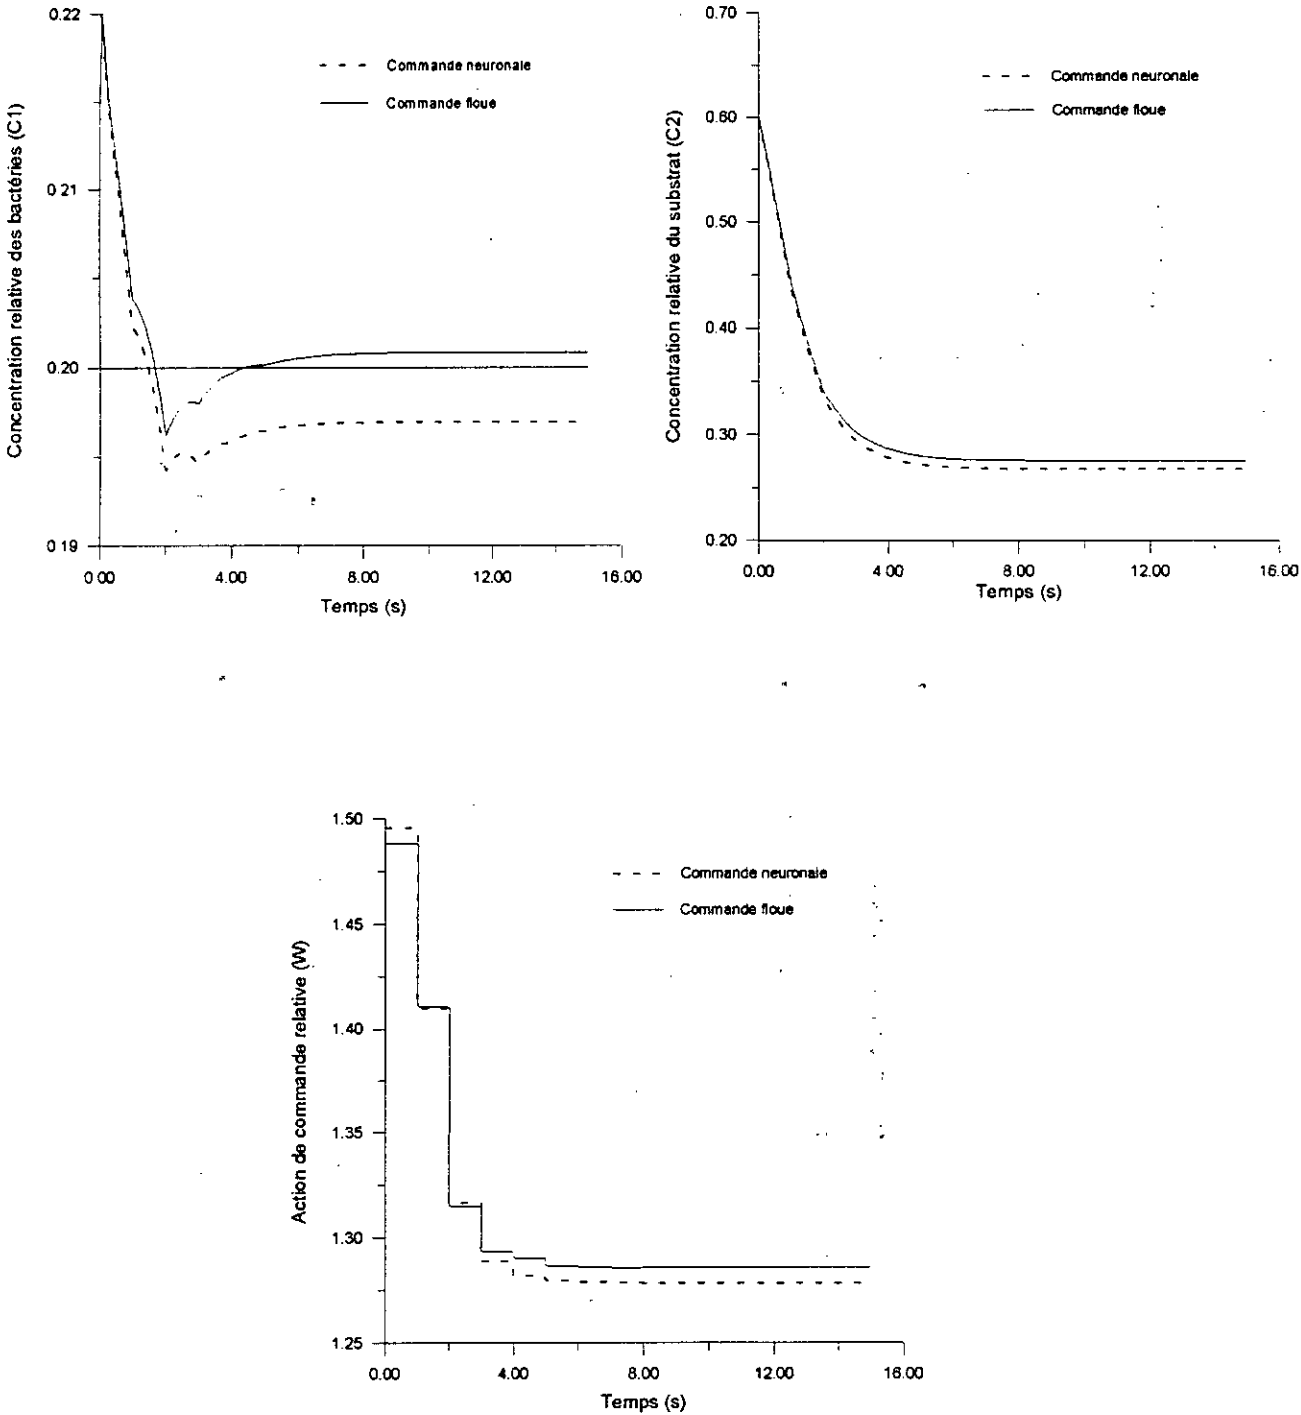 Concentration relative des bactéries (C1)
0.22
0.21
0.20
0.19
0.00
4.00
8.00
12.00
16.00
Temps (s)
Commande neuronale
Commande floue
Concentration relative du substrat (C2)
0.70
0.60
0.50
0.40
0.30
0.20
0.00
4.00
8.00
12.00
16.00
Temps (s)
Commande neuronale
Commande floue
Action de commande relative (W)
1.50
1.45
1.40
1.35
1.30
1.25
0.00
4.00
8.00
12.00
16.00
Temps (s)
Commande neuronale
Commande floue